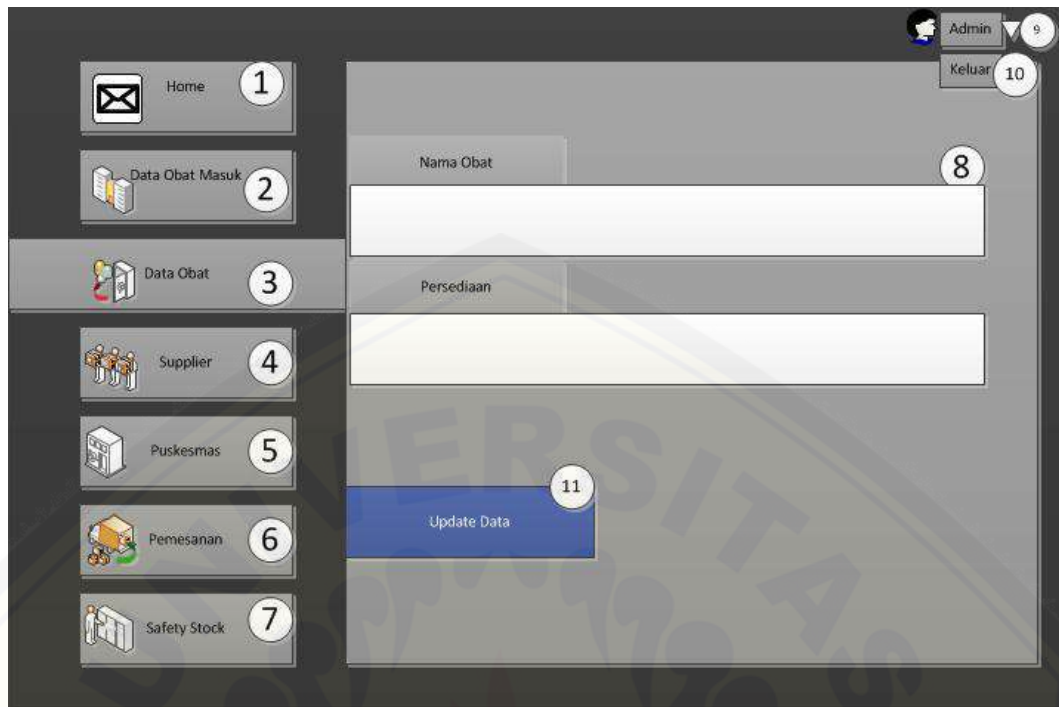 Admin
9
Keluar
10
Home
1
Data Obat Masuk
2
Data Obat
3
Supplier
4
Puskesmas
5
Pemesanan
6
Safety Stock
7
Nama Obat
8
Persediaan
Update Data
11
UNIVERSITAS